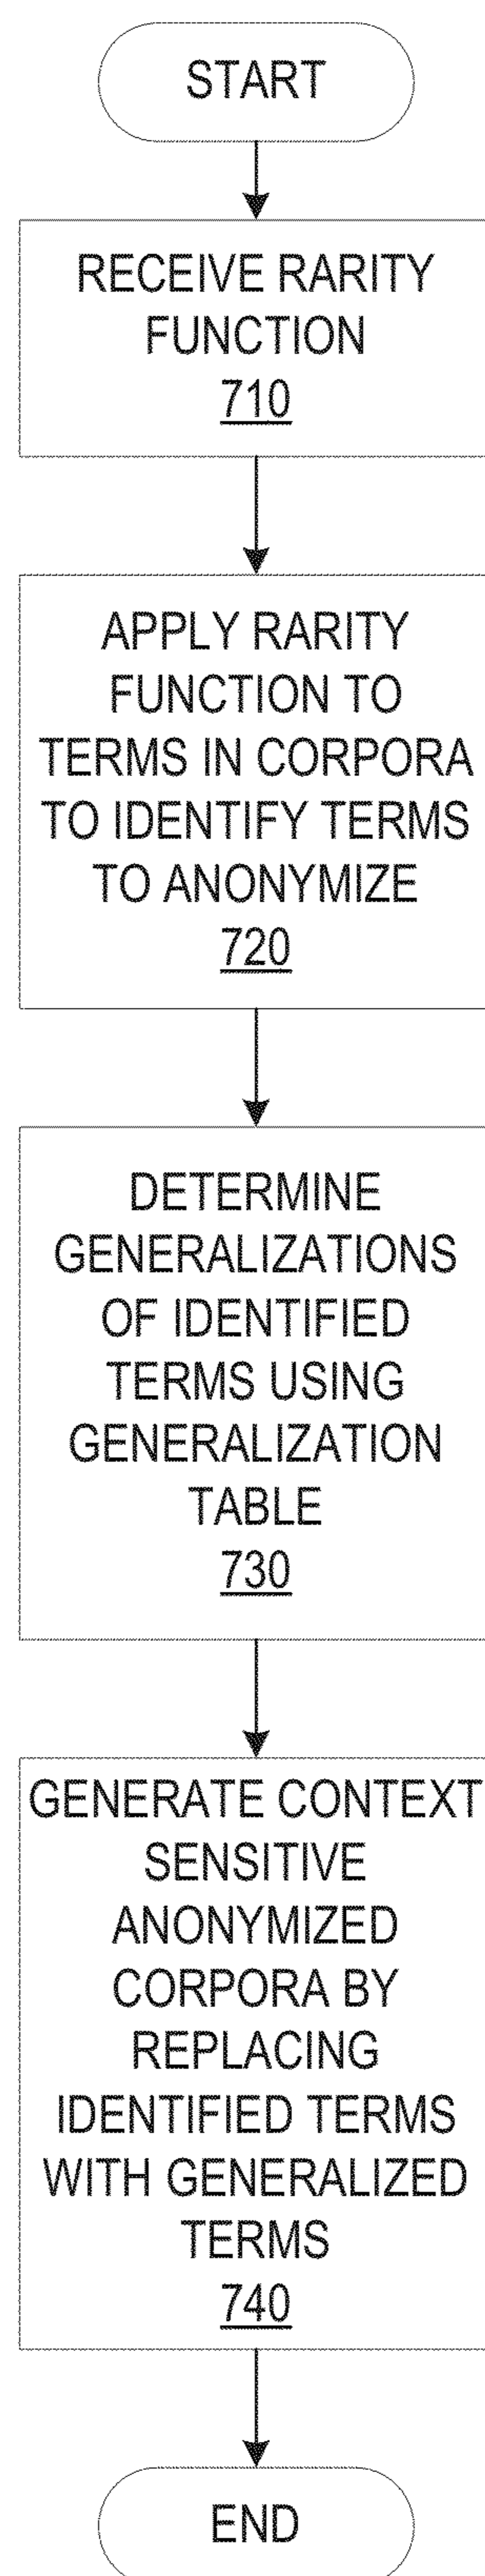 START
RECEIVE RARITY
FUNCTION
710
APPLY RARITY
FUNCTION TO
TERMS IN CORPORA
TO IDENTIFY TERMS
TO ANONYMIZE
720
DETERMINE
GENERALIZATIONS
OF IDENTIFIED
TERMS USING
GENERALIZATION
TABLE
730
GENERATE CONTEXT
SENSITIVE
ANONYMIZED
CORPORA BY
REPLACING
IDENTIFIED TERMS
WITH GENERALIZED
TERMS
740
END